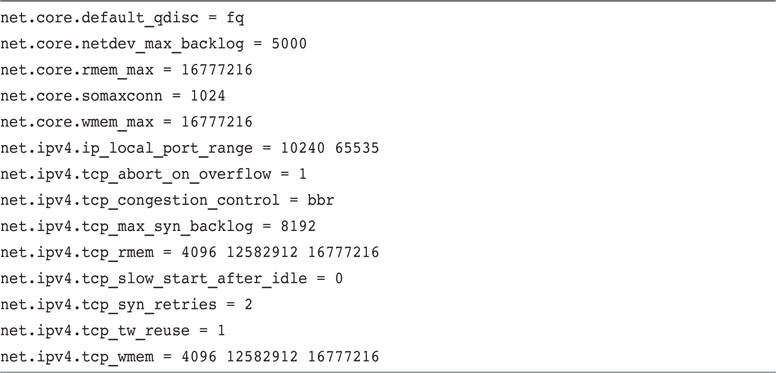 net.core.default_qdisc = fq
net.core.netdev_max_backlog = 5000
net.core.rmem_max = 16777216
net.core.somaxconn = 1024
net.core.wmem_max = 16777216
net.ipv4.ip_local_port_range = 10240 65535
net.ipv4.tcp_abort_on_overflow = 1
net.ipv4.tcp_congestion_control = bbr
net.ipv4.tcp_max_syn_backlog = 8192
net.ipv4.tcp_rmem = 4096 12582912 16777216
net.ipv4.tcp_slow_start_after_idle = 0
net.ipv4.tcp_syn_retries = 2
net.ipv4.tcp_tw_reuse = 1
net.ipv4.tcp_wmem = 4096 12582912 16777216